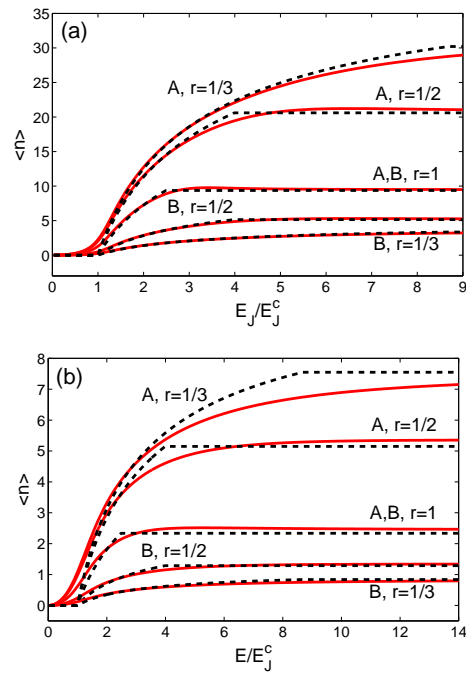 (a)
35
30
25
20
15
10
5
0
<n>
A, r=1/3
A, r=1/2
A,B, r=1
B, r=1/2
B, r=1/3
0 1 2 3 4 5 6 7 8 9
E_J/E_J^c
(b)
8
7
6
5
4
3
2
1
0
<n>
A, r=1/3
A, r=1/2
A,B, r=1
B, r=1/2
B, r=1/3
0 2 4 6 8 10 12 14
E/E_J^c